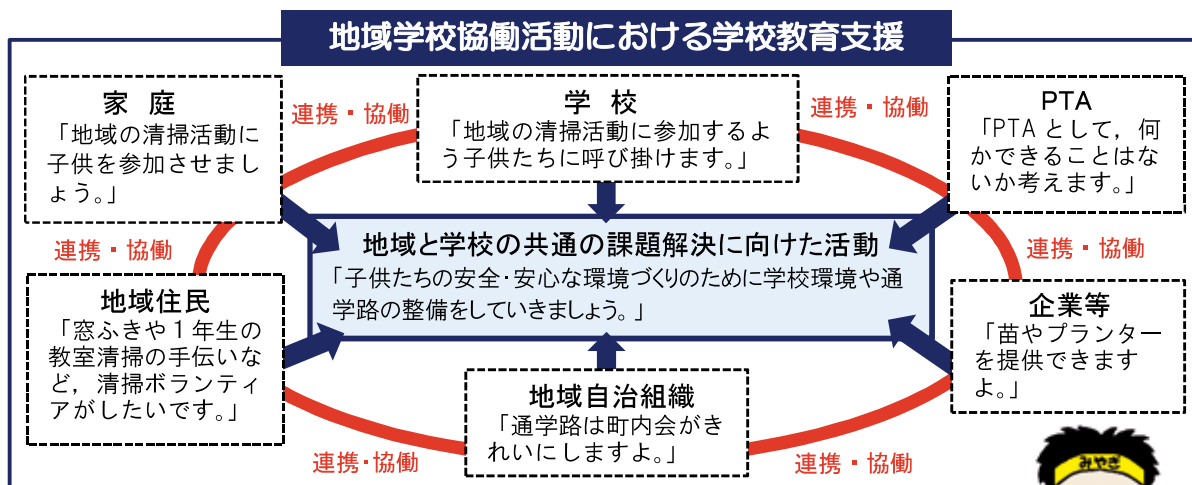 地域学校協働活動における学校教育支援
家 庭
「地域の清掃活動に
子供を参加させまし
ょう。」
連携・協働
学 校
「地域の清掃活動に参加するよ
う子供たちに呼び掛けます。」
連携・協働
PTA
「PTA として，何
かできることはな
いか考えます。」
地域と学校の共通の課題解決に向けた活動
「子供たちの安全・安心な環境づくりのために学校環境や通
学路の整備をしていきましょう。」
連携・協働
連携・協働
地域住民
「窓ふきや１年生の
教室清掃の手伝いな
ど，清掃ボランティ
アがしたいです。」
企業等
「苗やプランター
を提供できます
よ。」
地域自治組織
「通学路は町内会がき
れいにしますよ。」
連携・協働
連携・協働
みやぎ